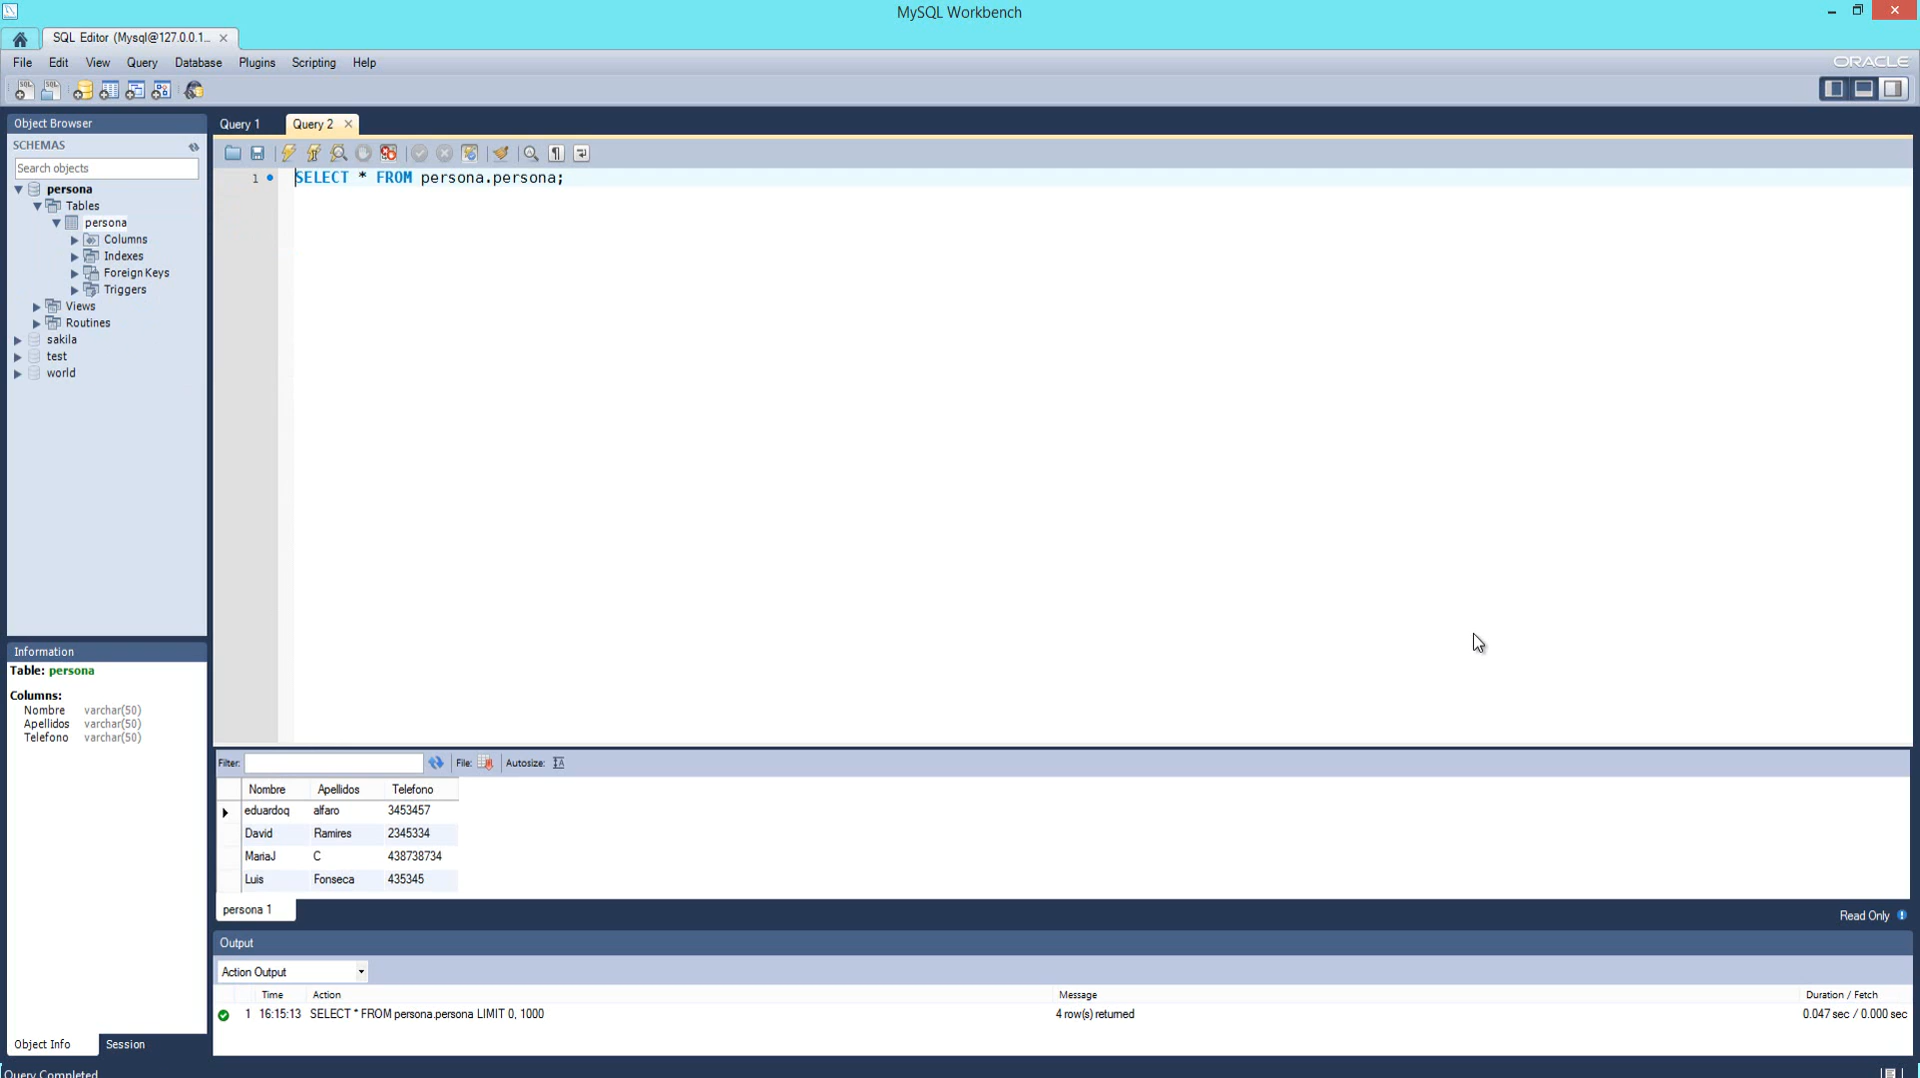 MySQL Workbench
SQL Editor (Mysql@127.0.0.1...
File Edit View Query Database Plugins Scripting Help
ORACLE
Object Browser
SCHEMAS
Search objects
persona
Tables
persona
Columns
Indexes
Foreign Keys
Triggers
Views
Routines
sakila
test
world
Information
Table: persona
Columns:
Nombre varchar(50)
Apellidos varchar(50)
Telefono varchar(50)
Object Info Session
Query 1 Query 2
1 SELECT * FROM persona.persona;
Filter: File: Autosize:
Nombre Apellidos Telefono
eduardoq alfaro 3453457
David Ramires 2345334
MariaJ C 438738734
Luis Fonseca 435345
persona 1
Read Only
Output
Action Output
Time Action Message Duration / Fetch
1 16:15:13 SELECT * FROM persona.persona LIMIT 0, 1000 4 row(s) returned 0.047 sec / 0.000 sec
Query Completed